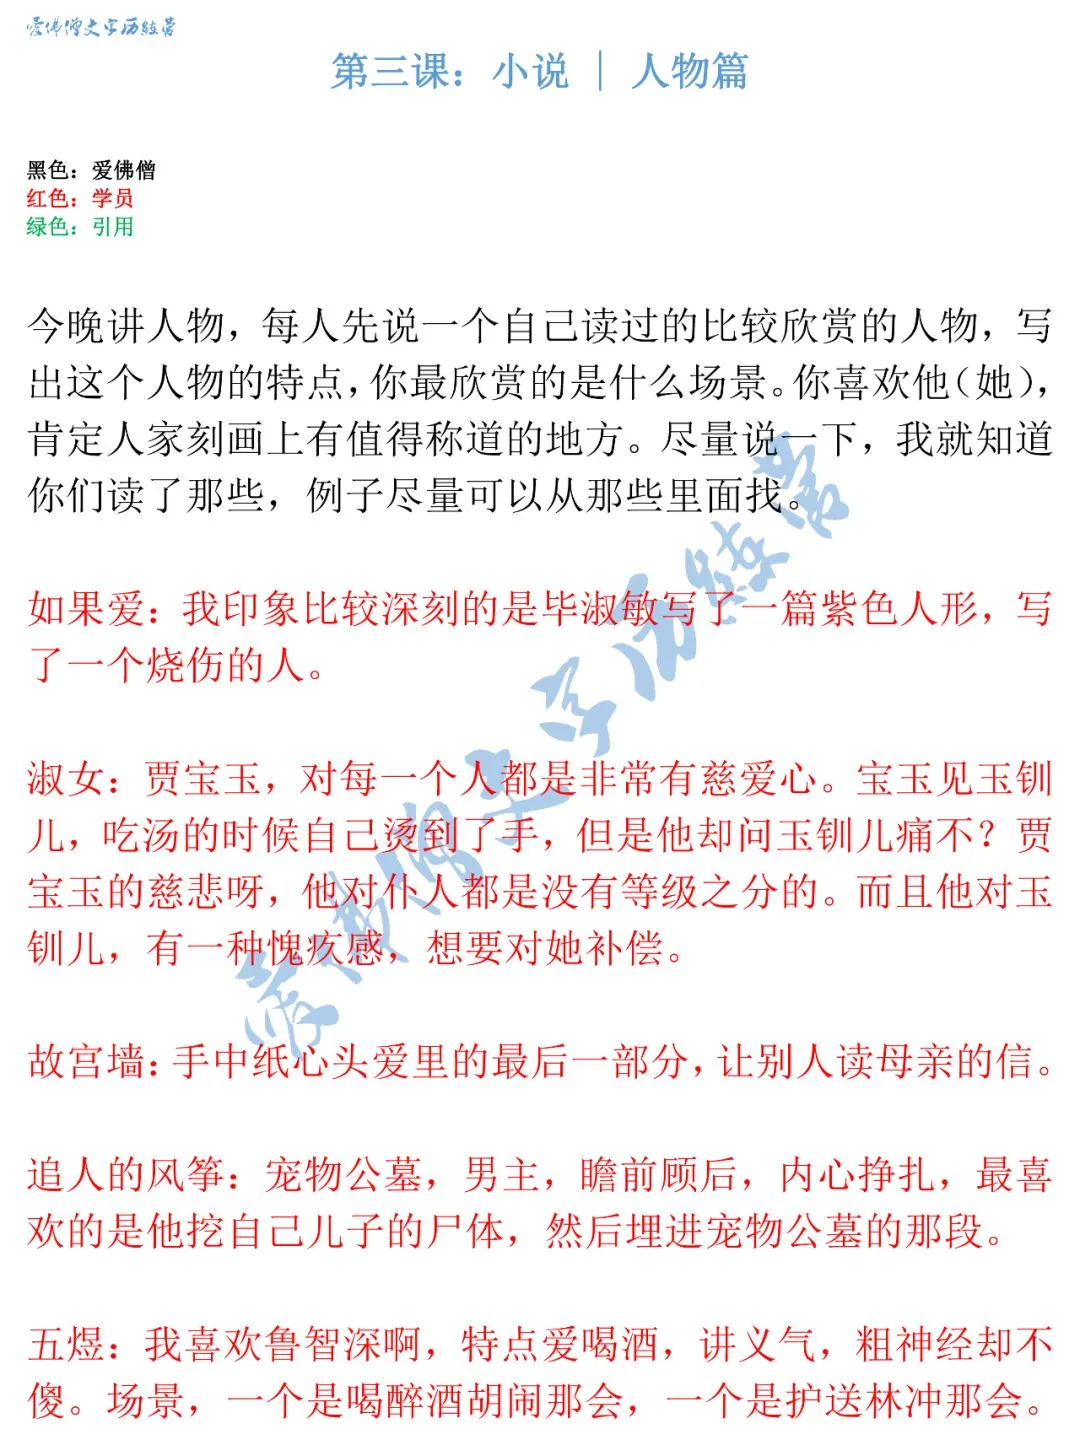 爱佛僧文字历练营
第三课：小说 | 人物篇
黑色：爱佛僧
红色：学员
绿色：引用
今晚讲人物，每人先说一个自己读过的比较欣赏的人物，写
出这个人物的特点，你最欣赏的是什么场景。你喜欢他（她），
肯定人家刻画上有值得称道的地方。尽量说一下，我就知道
你们读了那些，例子尽量可以从那些里面找。
如果爱：我印象比较深刻的是毕淑敏写了一篇紫色人形，写
了一个烧伤的人。
淑女：贾宝玉，对每一个人都是非常有慈爱心。宝玉见玉钏
儿，吃汤的时候自己烫到了手，但是他却问玉钏儿痛不？贾
宝玉的慈悲呀，他对仆人都是没有等级之分的。而且他对玉
钏儿，有一种愧疚感，想要对她补偿。
故宫墙：手中纸心头爱里的最后一部分，让别人读母亲的信。
追人的风筝：宠物公墓，男主，瞻前顾后，内心挣扎，最喜
欢的是他挖自己儿子的尸体，然后埋进宠物公墓的那段。
五煜：我喜欢鲁智深啊，特点爱喝酒，讲义气，粗神经却不
傻。场景，一个是喝醉酒胡闹那会，一个是护送林冲那会。
爱佛僧文字历练营